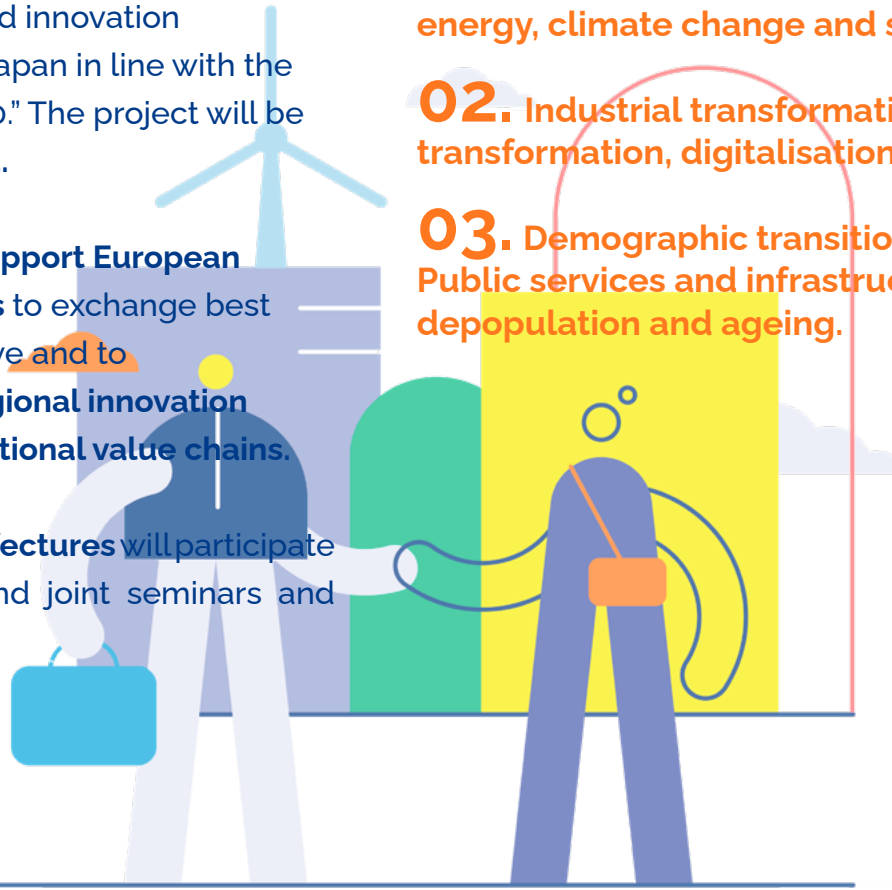 d innovation
apan in line with the
.” The project will be
pport European
s to exchange best
ve and to
gional innovation
tional value chains.
fectures will participate
nd joint seminars and
energy, climate change and s
02. Industrial transformati
transformation, digitalisation
03. Demographic transitio
Public services and infrastruc
depopulation and ageing.